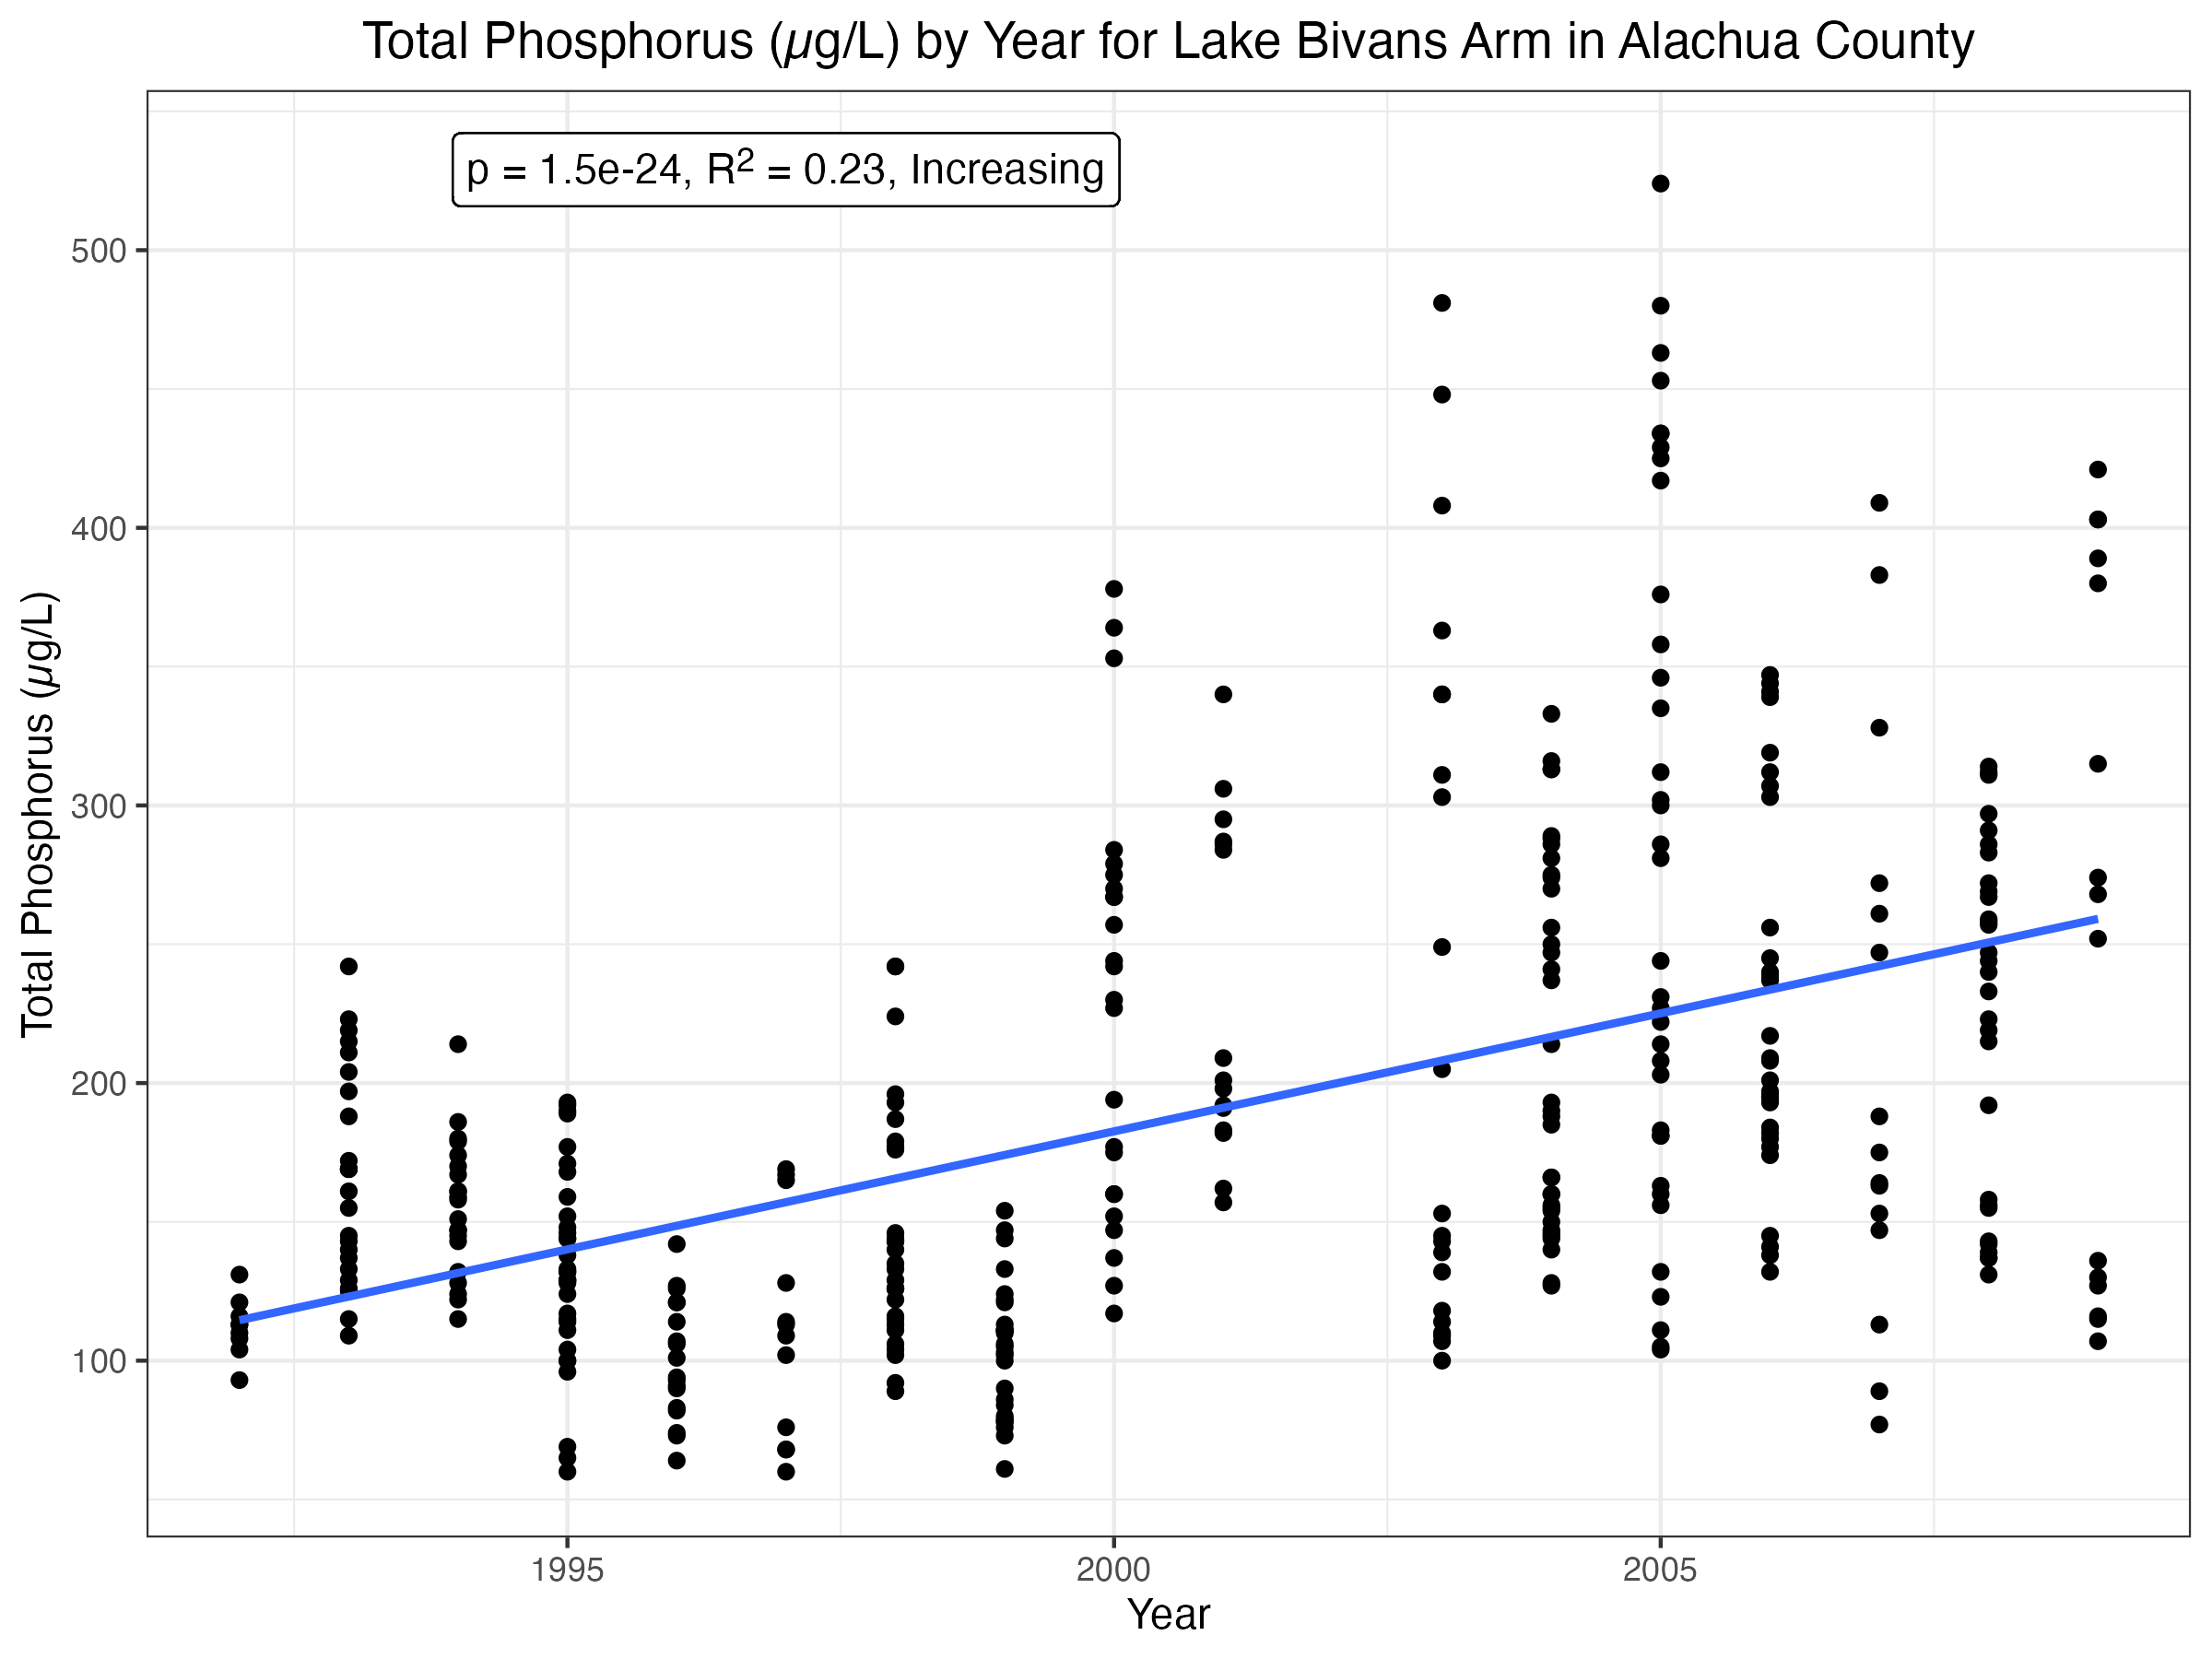 Total Phosphorus (µg/L) by Year for Lake Bivans Arm in Alachua County
p = 1.5e-24, R² = 0.23, Increasing
Total Phosphorus (µg/L)
500
400
300
200
100
1995 2000 2005
Year